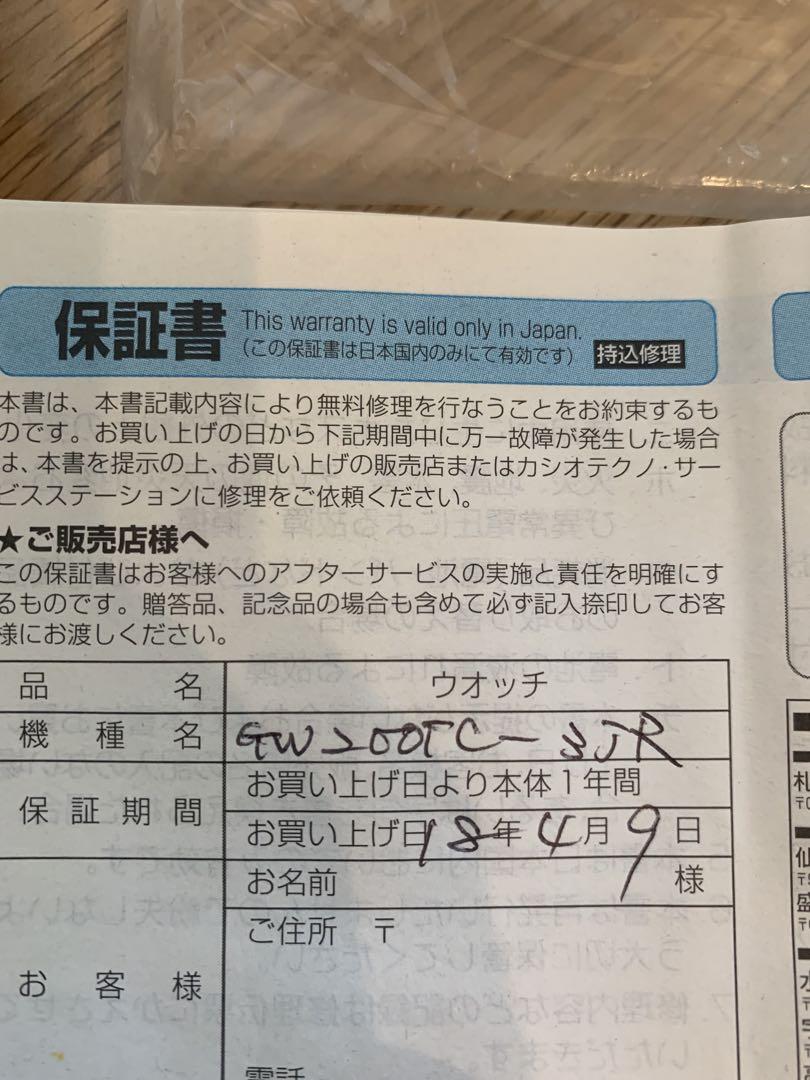 保証書 This warranty is valid only in Japan.
（この保証書は日本国内のみにて有効です） 持込修理
本書は、本書記載内容により無料修理を行なうことをお約束するも
のです。お買い上げの日から下記期間中に万一故障が発生した場合
は、本書を提示の上、お買い上げの販売店またはカシオテクノ・サー
ビスステーションに修理をご依頼ください。
★ご販売店様へ
この保証書はお客様へのアフターサービスの実施と責任を明確にす
るものです。贈答品、記念品の場合も含めて必ず記入捺印してお客
様にお渡しください。
品名 ウオッチ
機種名 GW200TC-3JR
保証期間 お買い上げ日より本体1年間
お買い上げ日 18年4月9日
お名前 様
お客様 ご住所 〒
電話
札
仙
盛
水